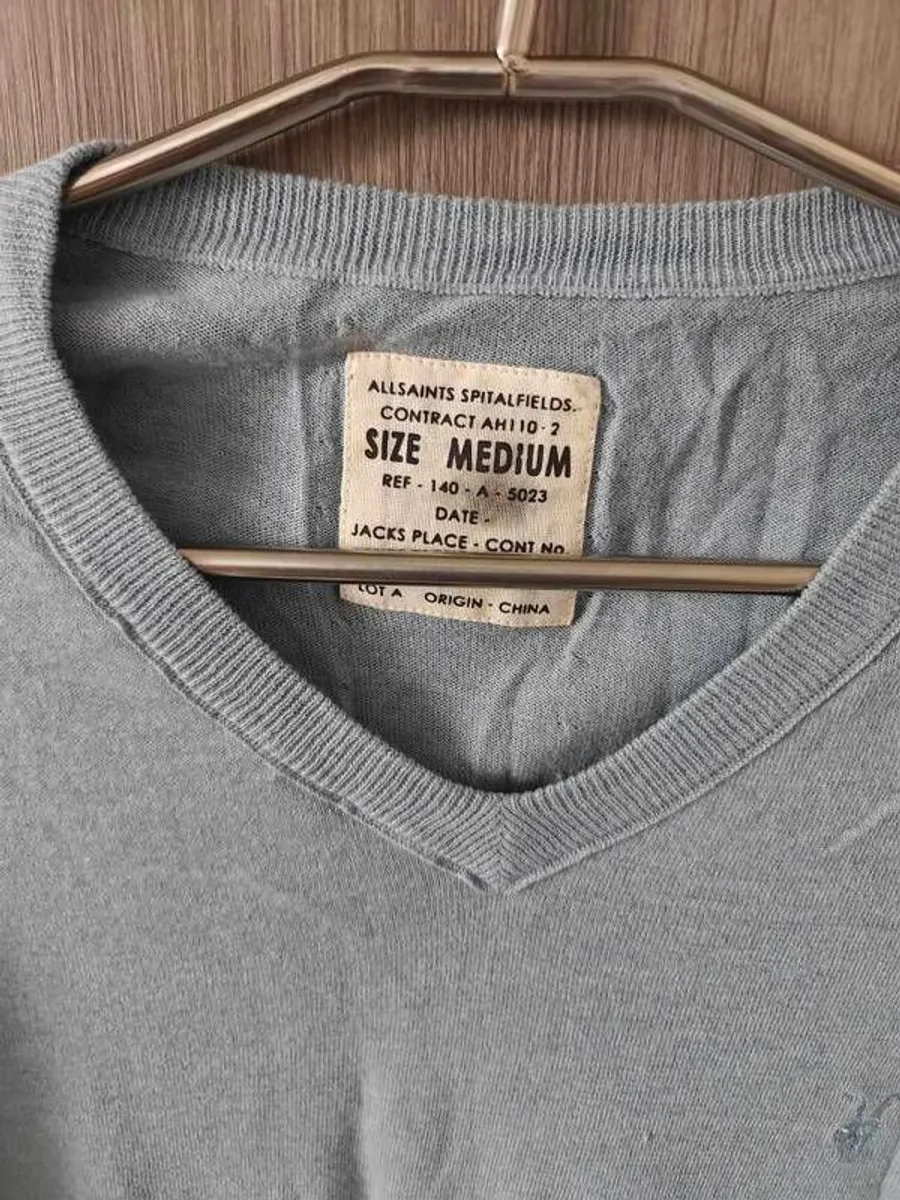 ALLSAINTS SPITALFIELDS.
CONTRACT AH110-2
SIZE MEDIUM
REF - 140 - A - 5023
DATE -
JACKS PLACE - CONT No
LOT A ORIGIN - CHINA